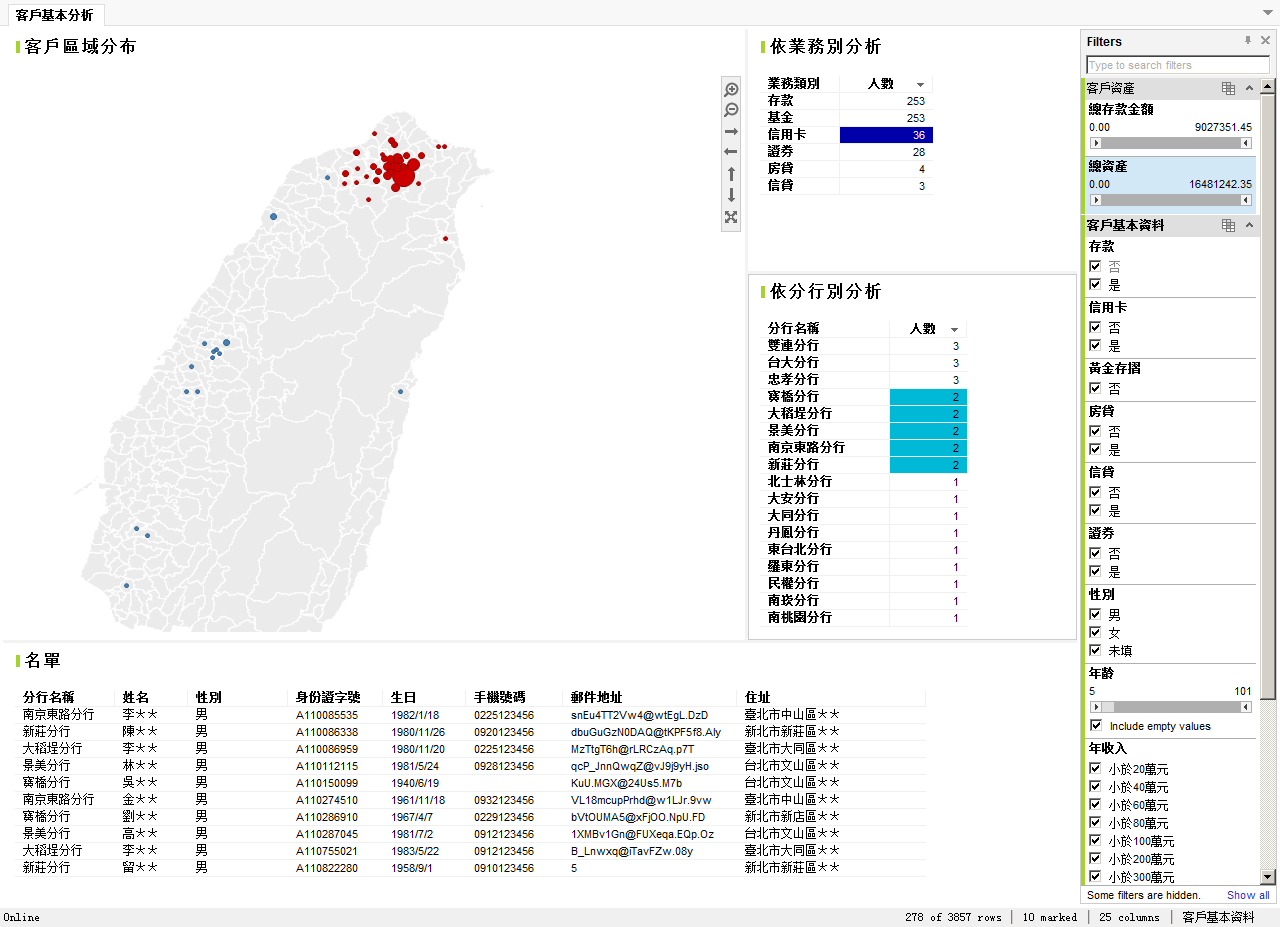 客戶基本分析
客戶區域分布
依業務別分析
業務類別 人數
存款 253
基金 253
信用卡 36
證券 28
房貸 4
信貸 3
依分行別分析
分行名稱 人數
雙連分行 3
台大分行 3
忠孝分行 3
寶橋分行 2
大稻埕分行 2
景美分行 2
南京東路分行 2
新莊分行 2
北士林分行 1
大安分行 1
大同分行 1
丹鳳分行 1
東台北分行 1
羅東分行 1
民權分行 1
南崁分行 1
南桃園分行 1
名單
分行名稱 姓名 性別 身份證字號 生日 手機號碼 郵件地址 住址
南京東路分行 李** 男 A110085535 1982/1/18 0225123456 snEu4TT2Vw4@wtEgL.DzD 臺北市中山區**
新莊分行 陳** 男 A110086338 1980/11/26 0920123456 dbuGuGzN0DAQ@tKPF5f8.Aly 新北市新莊區**
大稻埕分行 李** 男 A110086959 1980/11/20 0225123456 MzTtgT6h@rLRCzAq.p7T 臺北市大同區**
景美分行 林** 男 A110112115 1981/5/24 0928123456 qcP_JnnQwqZ@vJ9j9yH.jso 台北市文山區**
寶橋分行 吳** 男 A110150099 1940/6/19 KuU.MGX@24Us5.M7b 台北市文山區**
南京東路分行 金** 男 A110274510 1961/11/18 0932123456 VL18mcupPrhd@w1LJr.9vw 臺北市中山區**
寶橋分行 劉** 男 A110286910 1967/4/7 0229123456 bVtOUMA5@xFjOO.NpU.FD 新北市新店區**
景美分行 高** 男 A110287045 1981/7/2 0912123456 1XMBv1Gn@FUXeqa.EQp.Oz 台北市文山區**
大稻埕分行 李** 男 A110755021 1983/5/22 0912123456 B_Lnwxq@iTavFZw.08y 臺北市大同區**
新莊分行 留** 男 A110822280 1958/9/1 0910123456 5 新北市新莊區**
Filters
Type to search filters
客戶資產
總存款金額
0.00 9027351.45
總資產
0.00 16481242.35
客戶基本資料
存款
否
是
信用卡
否
是
黃金存摺
否
房貸
否
是
信貸
否
是
證券
否
是
性別
男
女
未填
年齡
5 101
Include empty values
年收入
小於20萬元
小於40萬元
小於60萬元
小於80萬元
小於100萬元
小於200萬元
小於300萬元
Some filters are hidden. Show all
Online 278 of 3857 rows 10 marked 25 columns 客戶基本資料